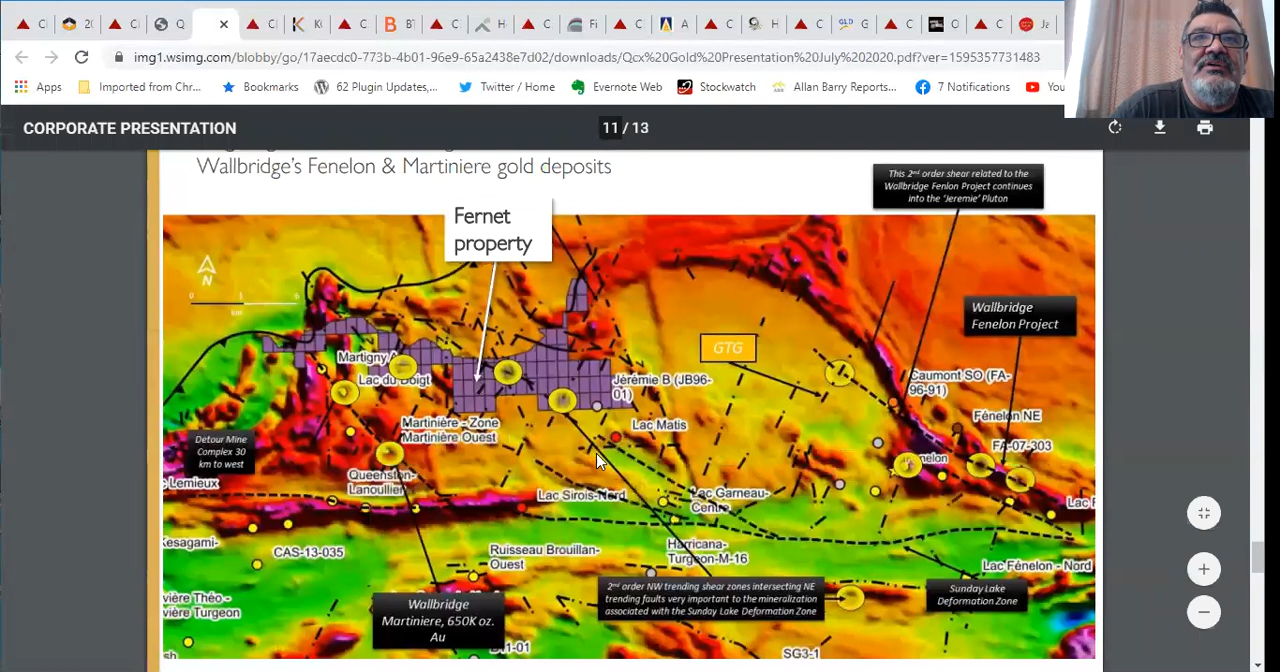 img1.wsimg.com/blobby/go/17aecdc0-773b-4b01-96e9-65a2438e7d02/downloads/Qcx%20Gold%20Presentation%20July%202020.pdf?ver=1595357731483
Apps
Imported from Chr...
Bookmarks
62 Plugin Updates,...
Twitter / Home
Evernote Web
Stockwatch
Allan Barry Reports...
7 Notifications
CORPORATE PRESENTATION
11 / 13
Wallbridge's Fenelon & Martiniere gold deposits
This 2nd order shear related to the
Wallbridge Fenlon Project continues
into the 'Jeremie' Pluton
Fernet
property
N
km
Wallbridge
Fenelon Project
GTG
Martigny A
Lac du Doigt
Jérémie B (JB96-
01)
Caumont SO (FA-
96-91)
Fénelon NE
FA-07-303
Martinière - Zone
Martinière Ouest
Lac Matis
Detour Mine
Complex 30
km to west
Queenston-
Lanoullier
Lac Sirois-Nord
Lac Garneau-
Centre
CAS-13-035
Ruisseau Brouillan-
Ouest
Harricana-
Turgeon-M-16
Lac Fénelon - Nord
2nd order NW trending shear zones intersecting NE
trending faults very important to the mineralization
associated with the Sunday Lake Deformation Zone
Sunday Lake
Deformation Zone
Wallbridge
Martiniere, 650K oz.
Au
SG3-1